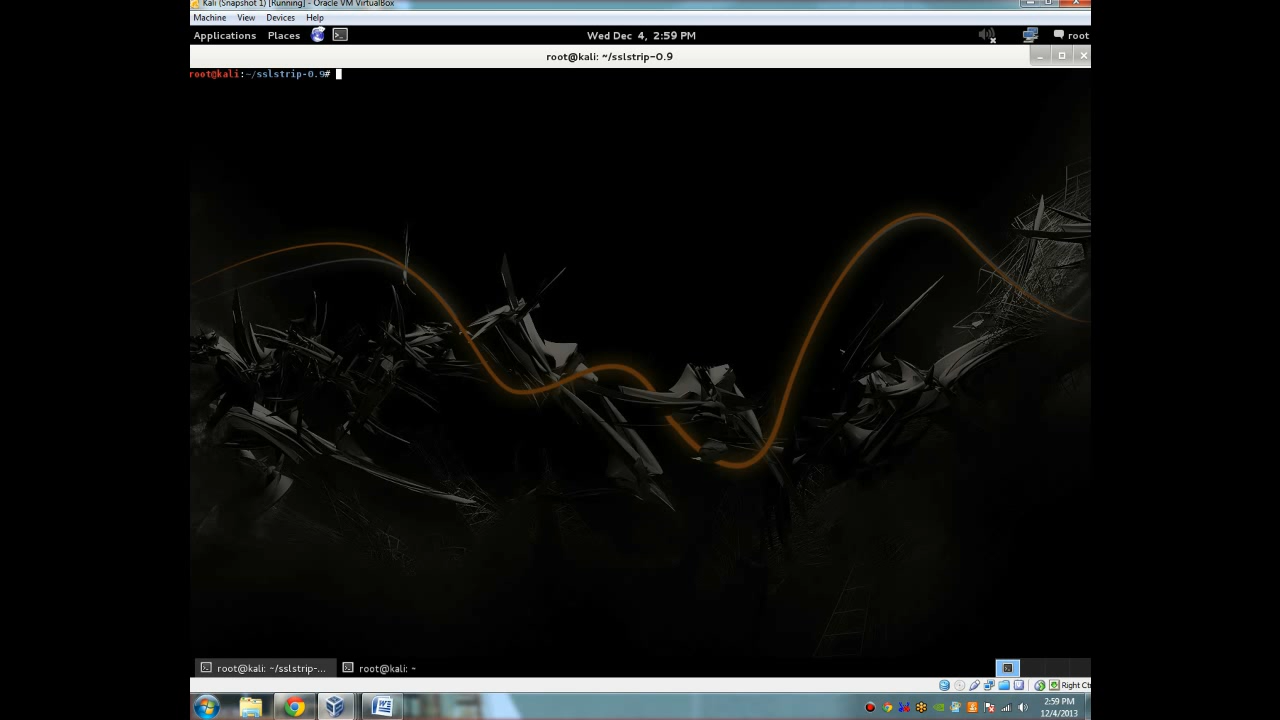 Kali (Snapshot 1) [Running] - Oracle VM VirtualBox
Machine View Devices Help
Applications Places Wed Dec 4, 2:59 PM root
root@kali: ~/sslstrip-0.9
root@kali:~/sslstrip-0.9#
root@kali: ~/sslstrip-... root@kali: ~
Right Ctr
2:59 PM
12/4/2013